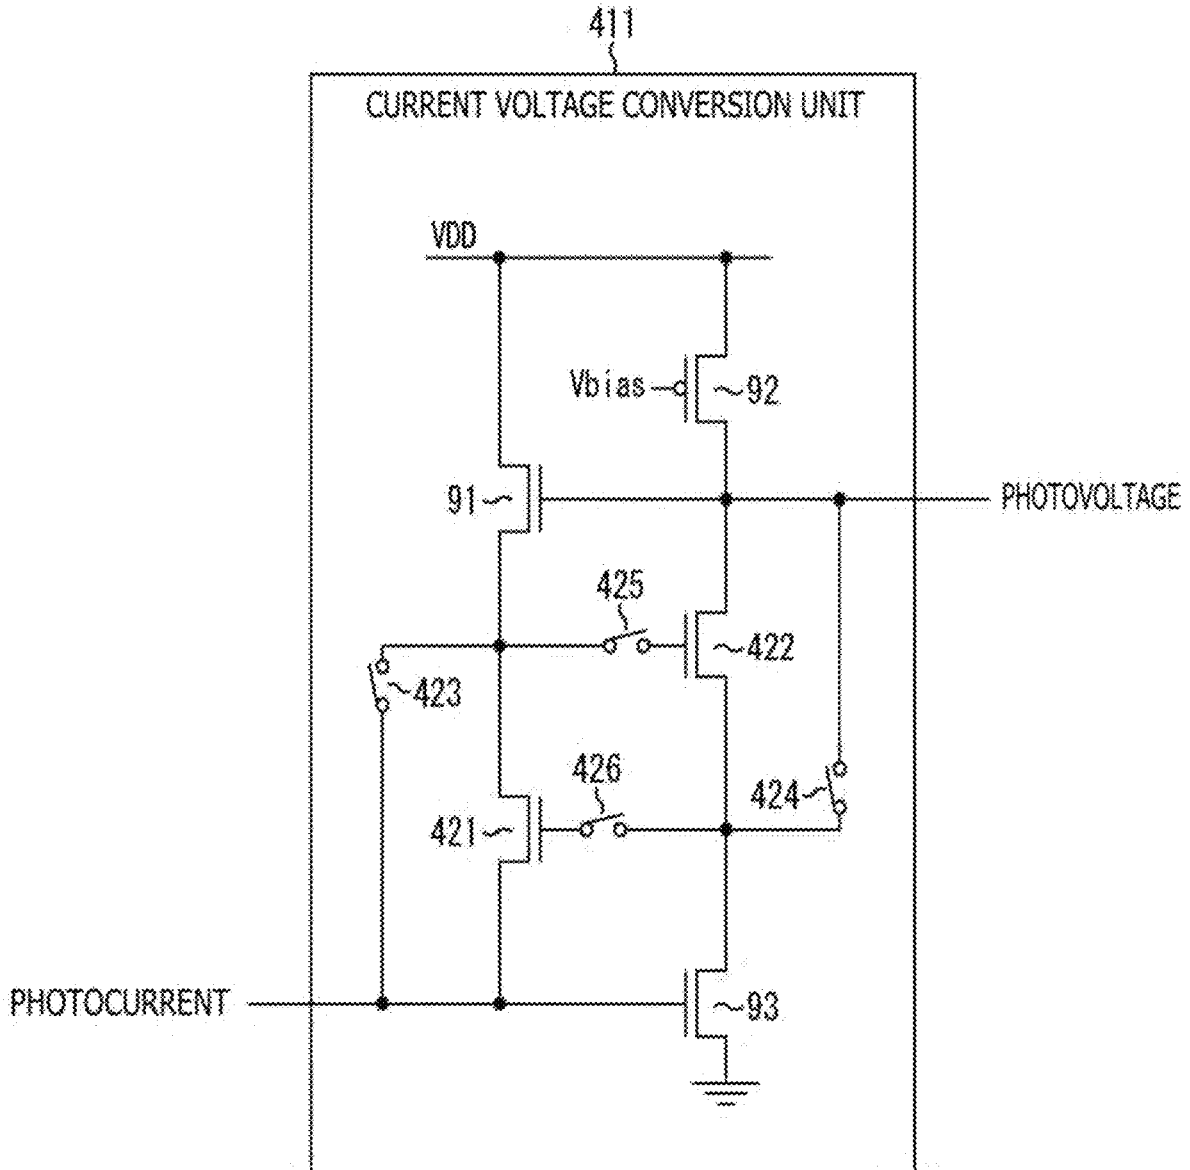 411
CURRENT VOLTAGE CONVERSION UNIT
VDD
Vbias
92
91
PHOTOVOLTAGE
425
422
423
426
424
421
PHOTOCURRENT
93